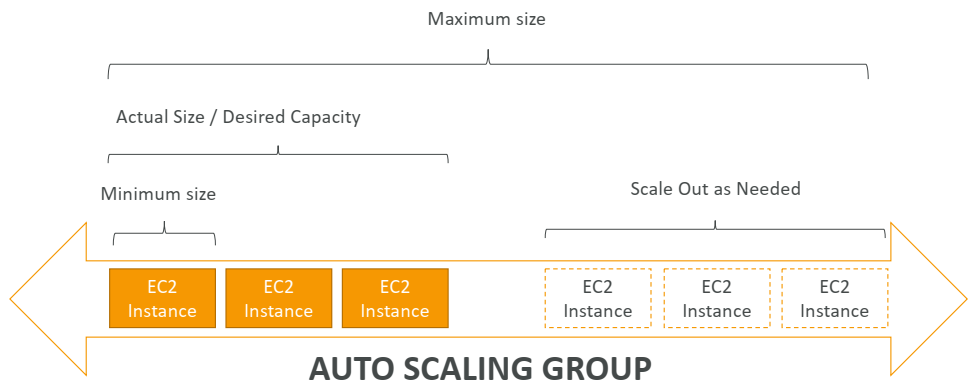 Maximum size
Actual Size / Desired Capacity
Minimum size
Scale Out as Needed
EC2
Instance
EC2
Instance
EC2
Instance
EC2
Instance
EC2
Instance
EC2
Instance
AUTO SCALING GROUP